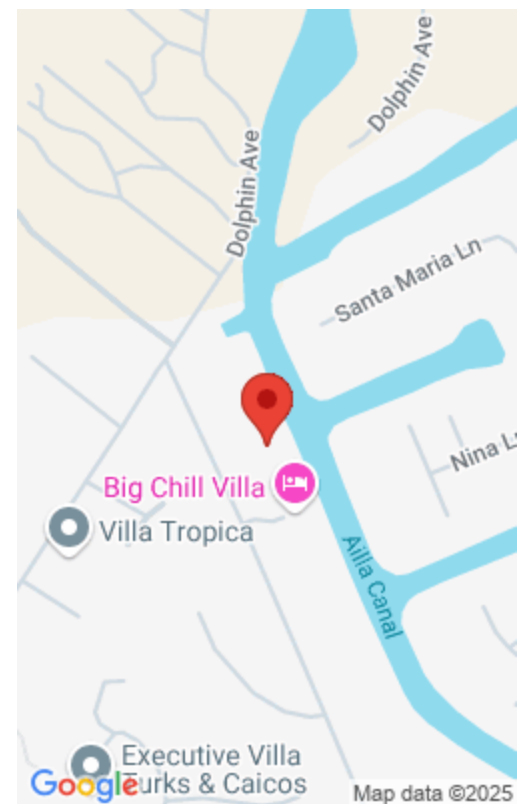 Dolphin Ave
Dolphin Ave
Santa Maria Ln
Nina L
Big Chill Villa
Villa Tropica
Ailla Canal
Executive Villa
Turks & Caicos
Google
Map data ©2025